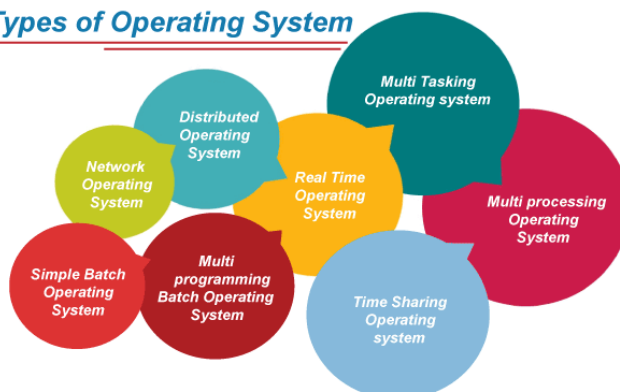 Types of Operating System
Multi Tasking
Operating system
Distributed
Operating
System
Network
Operating
System
Real Time
Operating
System
Multi processing
Operating
System
Simple Batch
Operating
System
Multi
programming
Batch Operating
System
Time Sharing
Operating
system